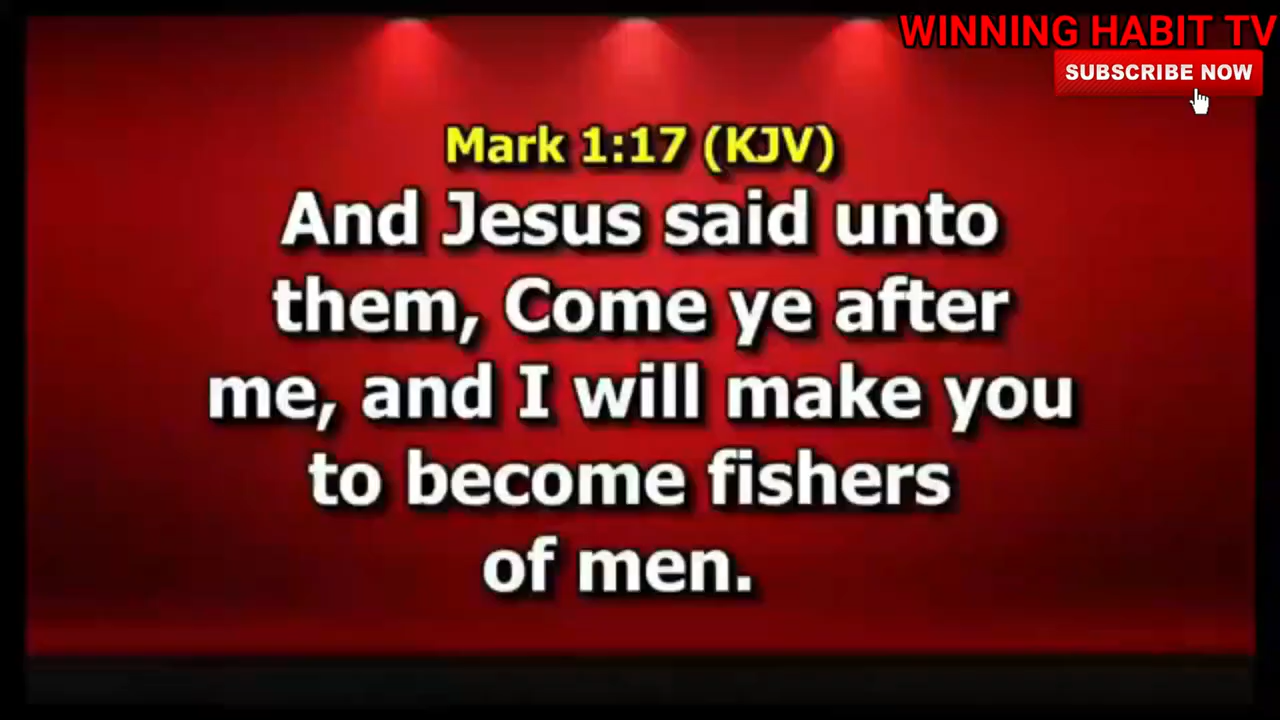 WINNING HABIT TV
SUBSCRIBE NOW
Mark 1:17 (KJV)
And Jesus said unto
them, Come ye after
me, and I will make you
to become fishers
of men.